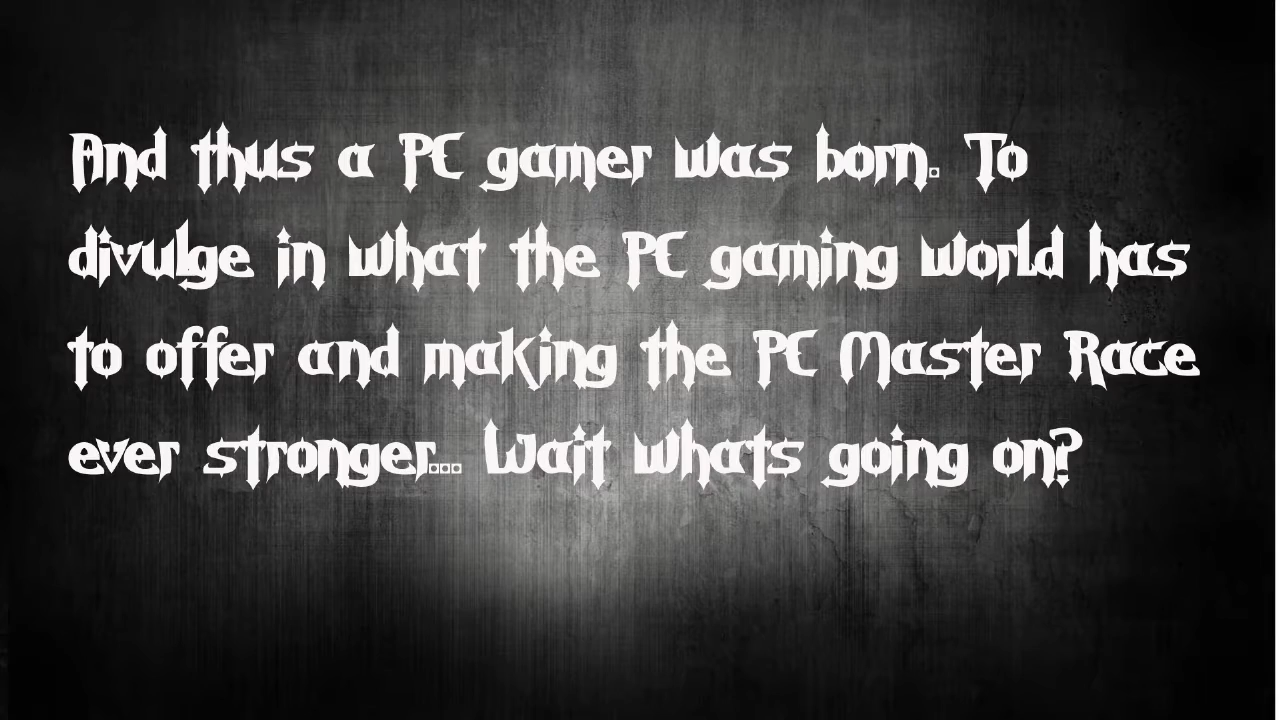 And thus a PC gamer was born. To
divulge in what the PC gaming world has
to offer and making the PC Master Race
ever stronger... Wait whats going on?